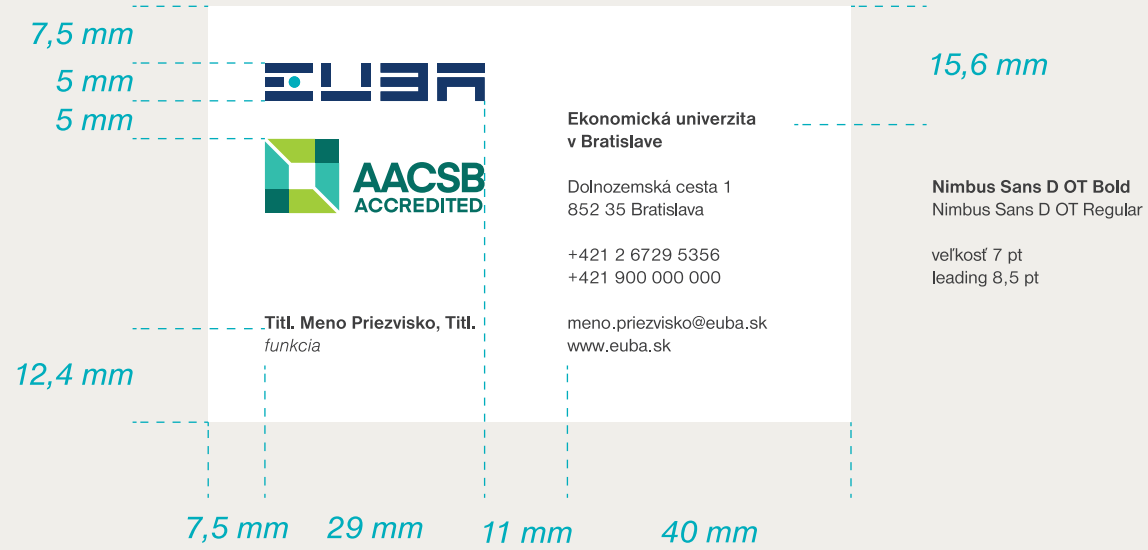 7,5 mm
5 mm
5 mm
12,4 mm
EUBA
AACSB
ACCREDITED
Titl. Meno Priezvisko, Titl.
funkcia
Ekonomická univerzita
v Bratislave
Dolnozemská cesta 1
852 35 Bratislava
+421 2 6729 5356
+421 900 000 000
meno.priezvisko@euba.sk
www.euba.sk
15,6 mm
Nimbus Sans D OT Bold
Nimbus Sans D OT Regular
veľkosť 7 pt
leading 8,5 pt
7,5 mm
29 mm
11 mm
40 mm